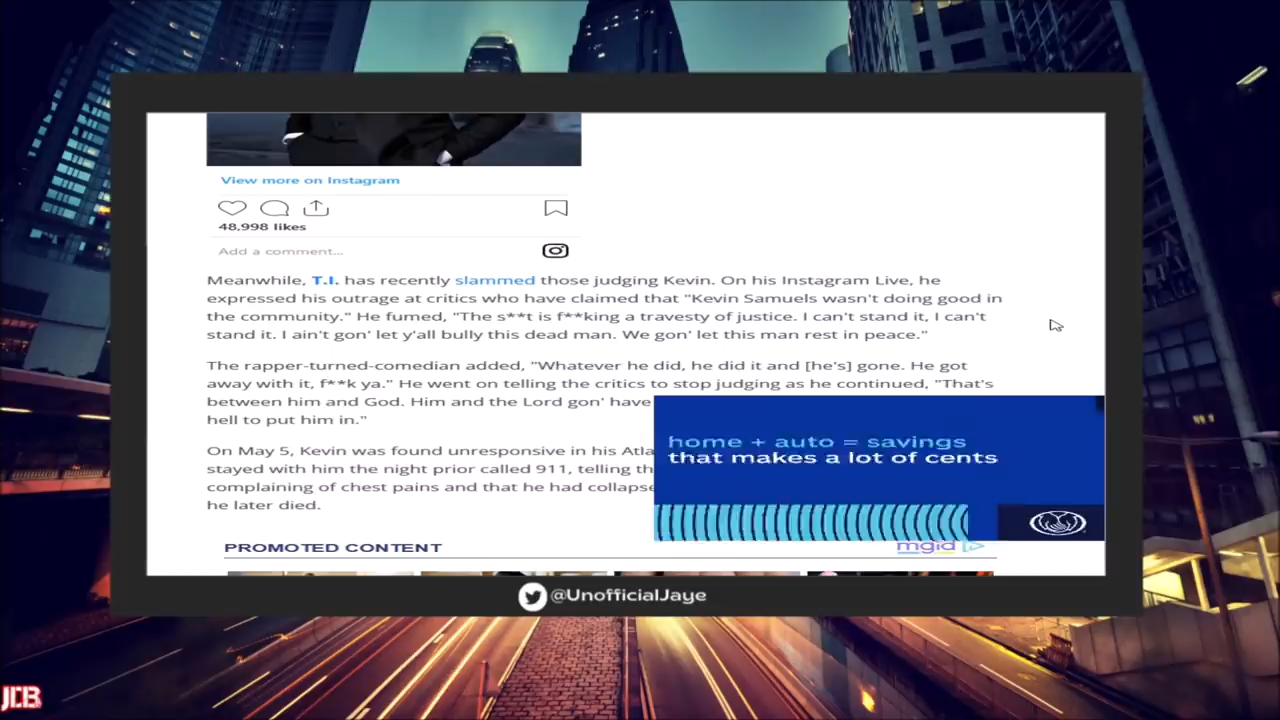 View more on Instagram
48,998 likes
Add a comment...
Meanwhile, T.I. has recently slammed those judging Kevin. On his Instagram Live, he
expressed his outrage at critics who have claimed that "Kevin Samuels wasn't doing good in
the community." He fumed, "The s**t is f**king a travesty of justice. I can't stand it, I can't
stand it. I ain't gon' let y'all bully this dead man. We gon' let this man rest in peace."
The rapper-turned-comedian added, "Whatever he did, he did it and [he's] gone. He got
away with it, f**k ya." He went on telling the critics to stop judging as he continued, "That's
between him and God. Him and the Lord gon' have
hell to put him in."
On May 5, Kevin was found unresponsive in his Atla
stayed with him the night prior called 911, telling th
complaining of chest pains and that he had collapse
he later died.
home + auto = savings
that makes a lot of cents
PROMOTED CONTENT
mgid
@UnofficialJaye
JCB